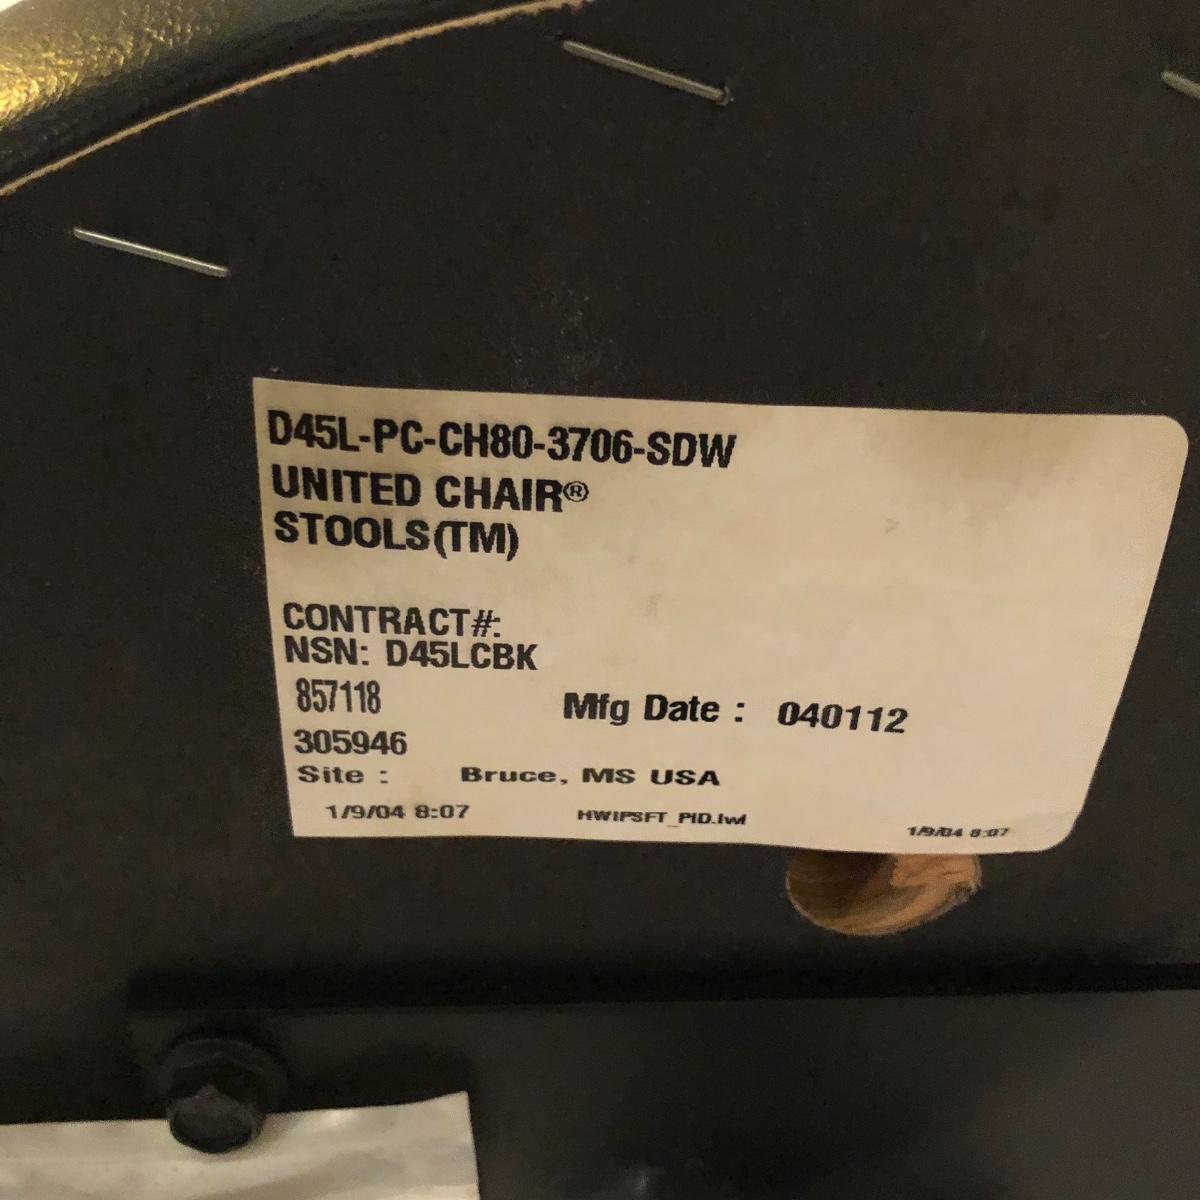 D45L-PC-CH80-3706-SDW
UNITED CHAIR®
STOOLS(TM)
CONTRACT#:
NSN: D45LCBK
857118 Mfg Date : 040112
305946
Site : Bruce, MS USA
1/9/04 8:07 HWIPSFT_PID.lwl 1/9/04 8:07